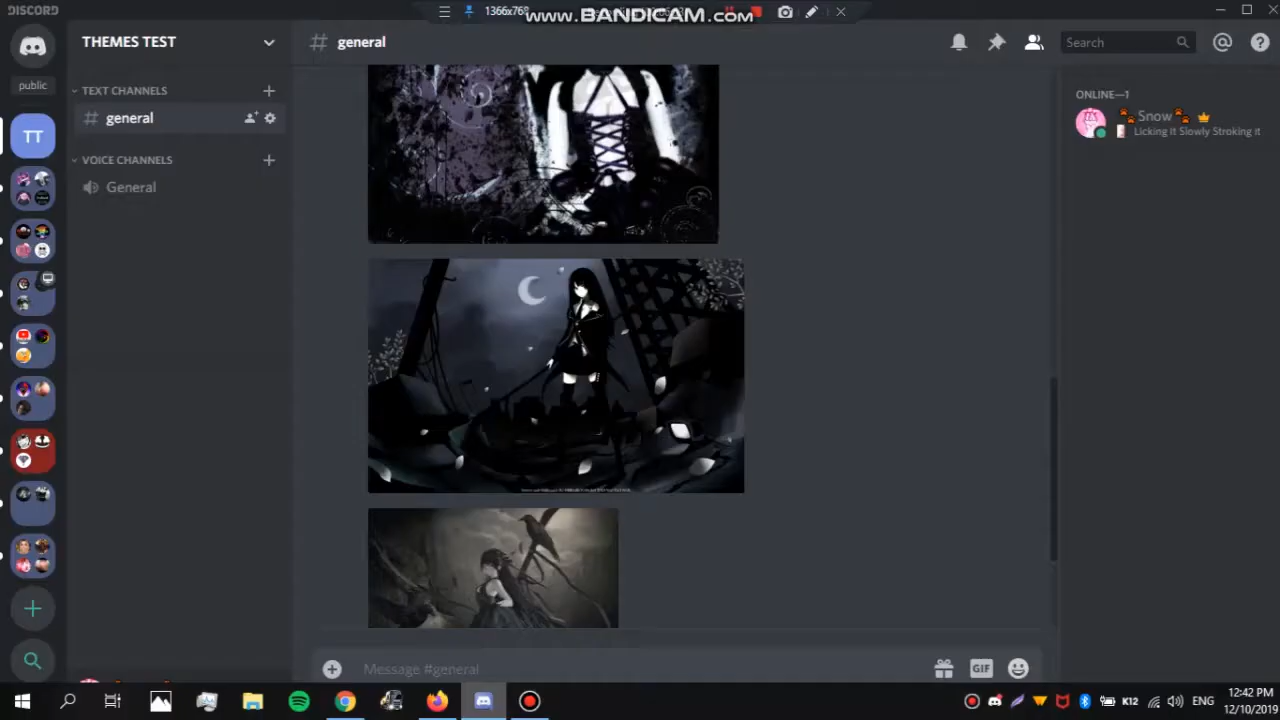 DISCORD
1366x768
www.BANDICAM.com
public
THEMES TEST
general
Search
TEXT CHANNELS
general
VOICE CHANNELS
General
TT
ONLINE—1
Snow
Licking It Slowly Stroking it
Message #general
GIF
K12
ENG
12:42 PM
12/10/2019